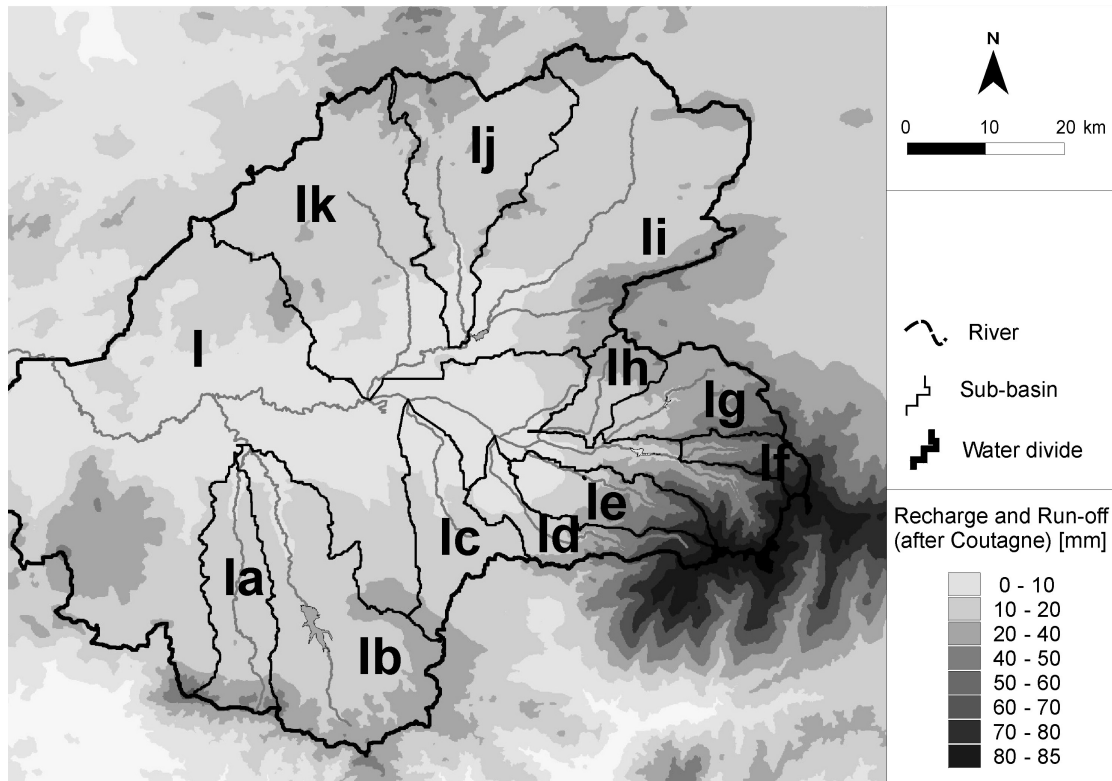 N
0 10 20 km
Ij
Ik
Ii
I
Ih
Ig
If
Ie
Ic
Id
Ia
Ib
River
Sub-basin
Water divide
Recharge and Run-off
(after Coutagne) [mm]
0 - 10
10 - 20
20 - 40
40 - 50
50 - 60
60 - 70
70 - 80
80 - 85